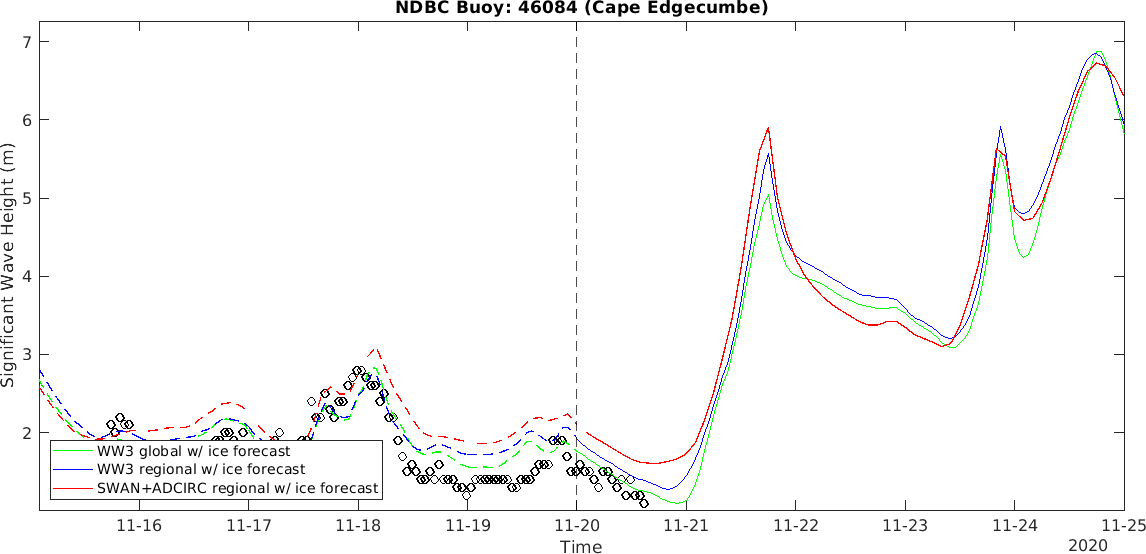 NDBC Buoy: 46084 (Cape Edgecumbe)
Significant Wave Height (m)
7
6
5
4
3
2
WW3 global w/ ice forecast
WW3 regional w/ ice forecast
SWAN+ADCIRC regional w/ ice forecast
11-16 11-17 11-18 11-19 11-20 11-21 11-22 11-23 11-24 11-25
Time
2020